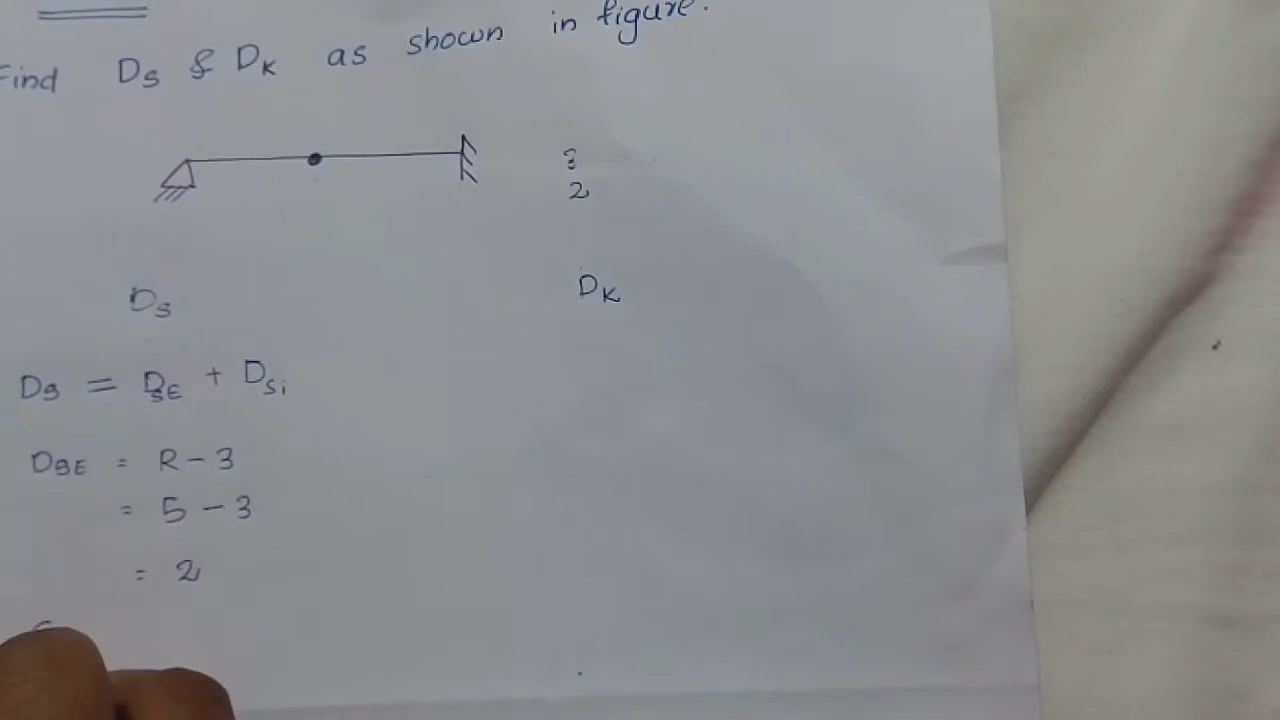 Find Ds & DK as shown in figure.
3
2
Ds DK
Ds = DsE + Dsi
DsE = R - 3
= 5 - 3
= 2